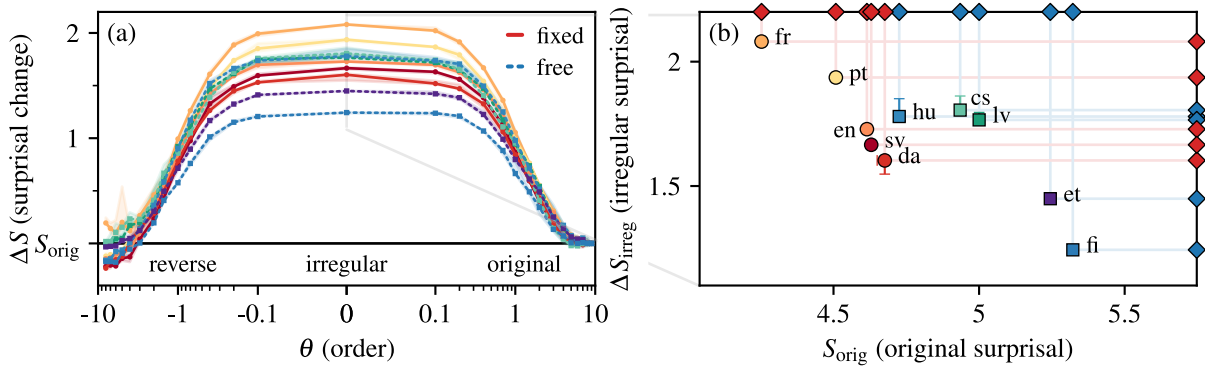 (a)
fixed
free
2
1
S_orig
ΔS (surprisal change)
reverse
irregular
original
-10
-1
-0.1
0
0.1
1
10
θ (order)
(b)
fr
pt
hu
cs
lv
en
sv
da
et
fi
2
1.5
ΔS_irreg (irregular surprisal)
4.5
5
5.5
S_orig (original surprisal)